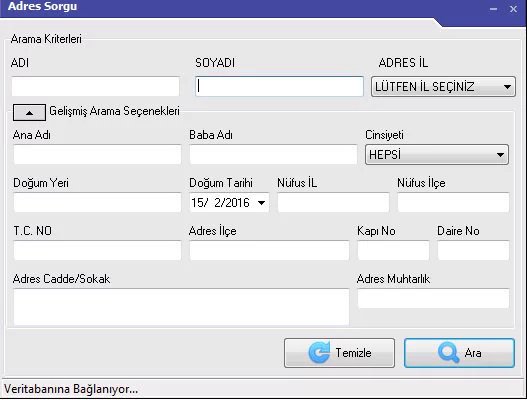 Adres Sorgu
Arama Kriterleri
ADI SOYADI ADRES İL
LÜTFEN İL SEÇİNİZ
Gelişmiş Arama Seçenekleri
Ana Adı Baba Adı Cinsiyeti
HEPSİ
Doğum Yeri Doğum Tarihi Nüfus İL Nüfus İlçe
15/ 2/2016
T.C. NO Adres İlçe Kapı No Daire No
Adres Cadde/Sokak Adres Muhtarlık
Temizle Ara
Veritabanına Bağlanıyor...